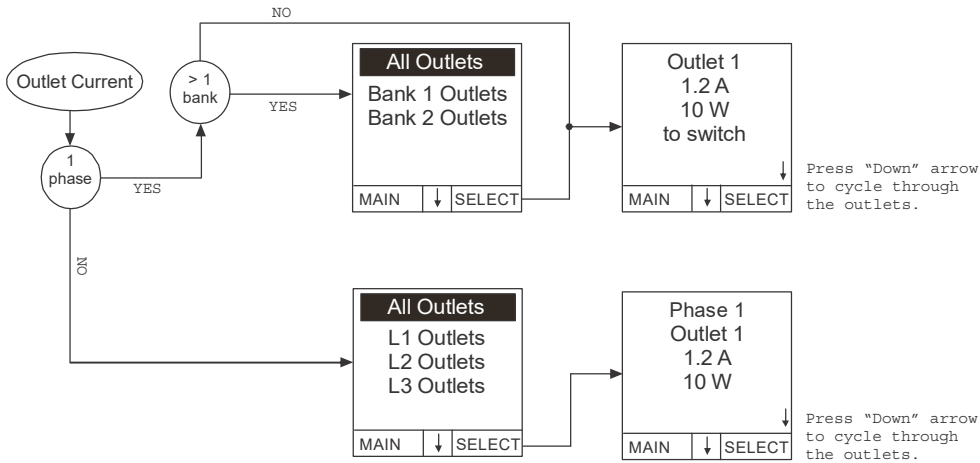 NO
Outlet Current
> 1
bank
YES
All Outlets
Bank 1 Outlets
Bank 2 Outlets
MAIN ↓ SELECT
Outlet 1
1.2 A
10 W
to switch
↓
MAIN ↓ SELECT
Press “Down” arrow
to cycle through
the outlets.
1
phase
YES
NO
All Outlets
L1 Outlets
L2 Outlets
L3 Outlets
MAIN ↓ SELECT
Phase 1
Outlet 1
1.2 A
10 W
↓
MAIN ↓ SELECT
Press “Down” arrow
to cycle through
the outlets.